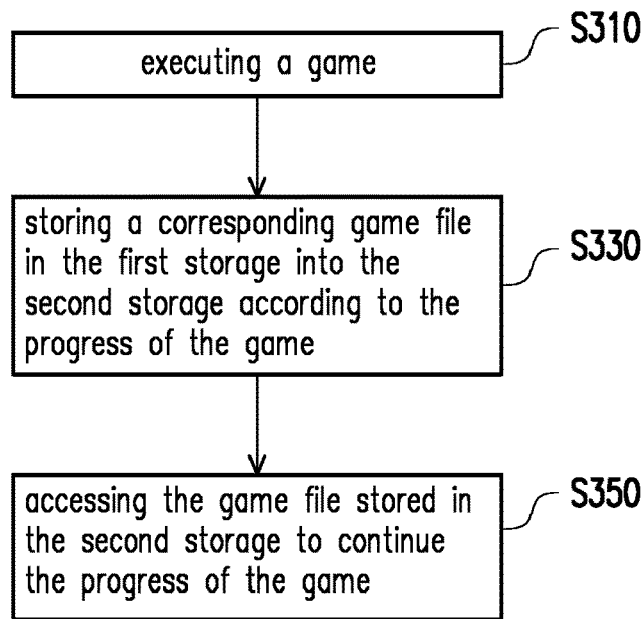 S310
executing a game
storing a corresponding game file
in the first storage into the
second storage according to the
progress of the game
S330
accessing the game file stored in
the second storage to continue
the progress of the game
S350